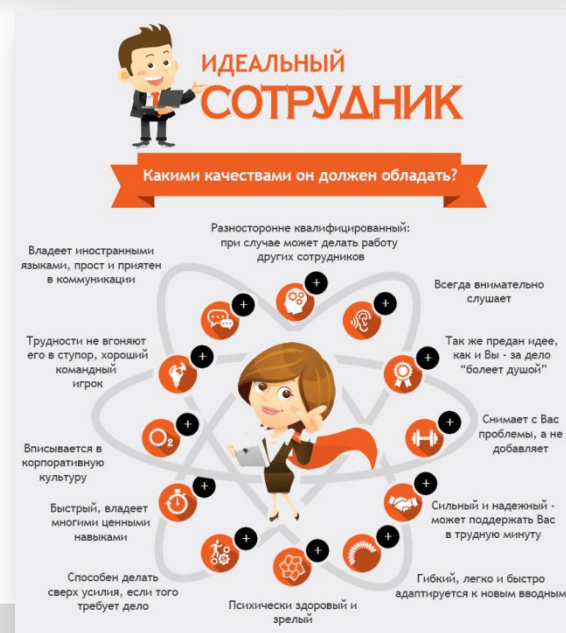 ИДЕАЛЬНЫЙ
СОТРУДНИК
Какими качествами он должен обладать?
Разносторонне квалифицированный:
при случае может делать работу
других сотрудников
Владеет иностранными
языками, прост и приятен
в коммуникации
Всегда внимательно
слушает
Трудности не вгоняют
его в ступор, хороший
командный
игрок
Так же предан идее,
как и Вы - за дело
"болеет душой"
Снимает с Вас
проблемы, а не
добавляет
O2
Вписывается в
корпоративную
культуру
Быстрый, владеет
многими ценными
навыками
Сильный и надежный -
может поддержать Вас
в трудную минуту
Способен делать
сверх усилия, если того
требует дело
Гибкий, легко и быстро
адаптируется к новым вводным
Психически здоровый и
зрелый